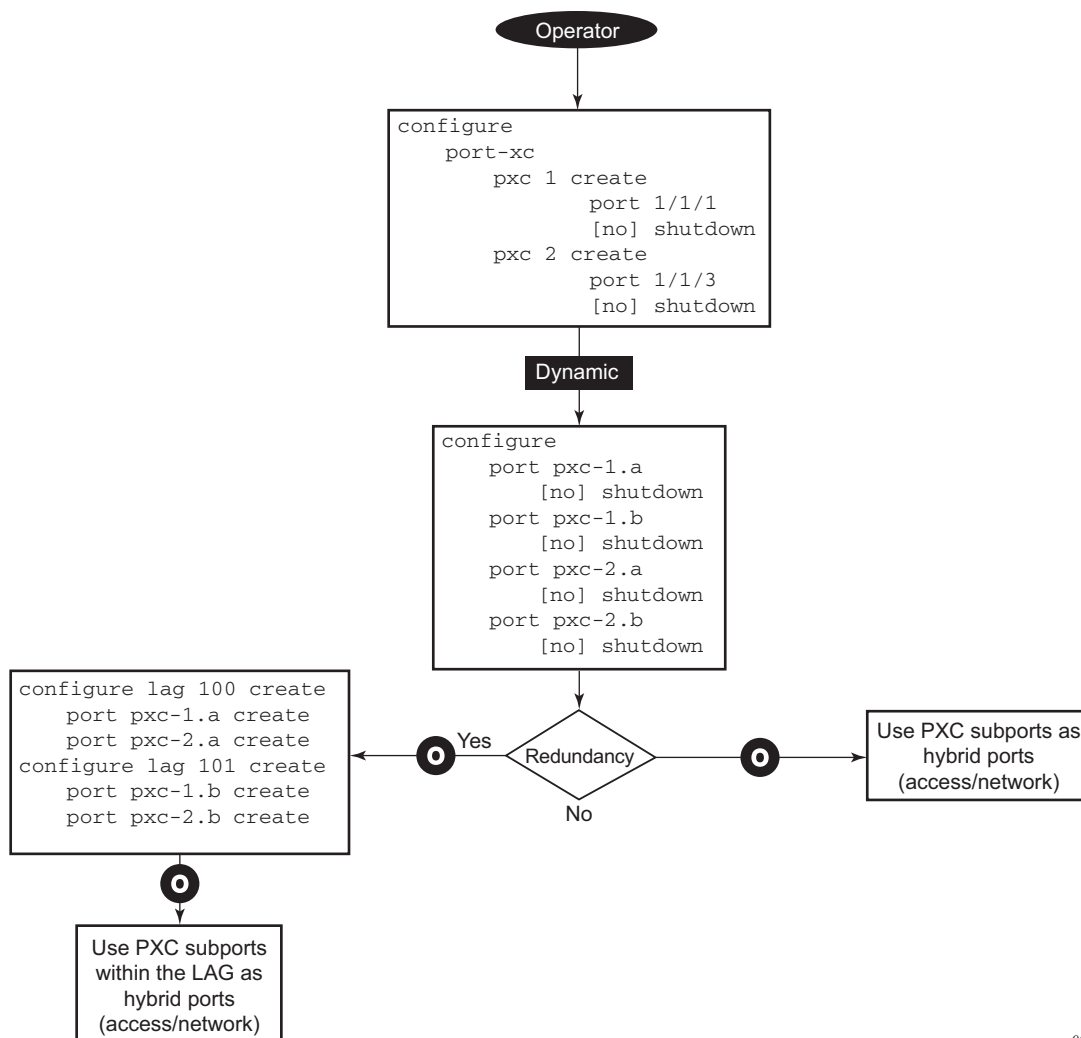 Operator
configure
port-xc
pxc 1 create
port 1/1/1
[no] shutdown
pxc 2 create
port 1/1/3
[no] shutdown
Dynamic
configure
port pxc-1.a
[no] shutdown
port pxc-1.b
[no] shutdown
port pxc-2.a
[no] shutdown
port pxc-2.b
[no] shutdown
configure lag 100 create
port pxc-1.a create
port pxc-2.a create
configure lag 101 create
port pxc-1.b create
port pxc-2.b create
O
Yes
Redundancy
No
O
Use PXC subports as
hybrid ports
(access/network)
O
Use PXC subports
within the LAG as
hybrid ports
(access/network)